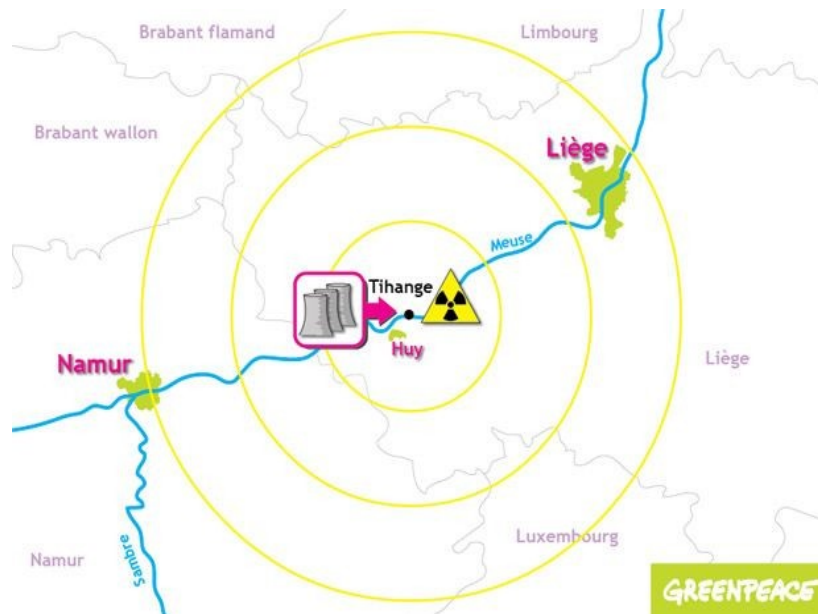 Brabant flamand
Limbourg
Brabant wallon
Liège
Meuse
Tihange
Huy
Namur
Liège
Namur
Sambre
Luxembourg
GREENPEACE